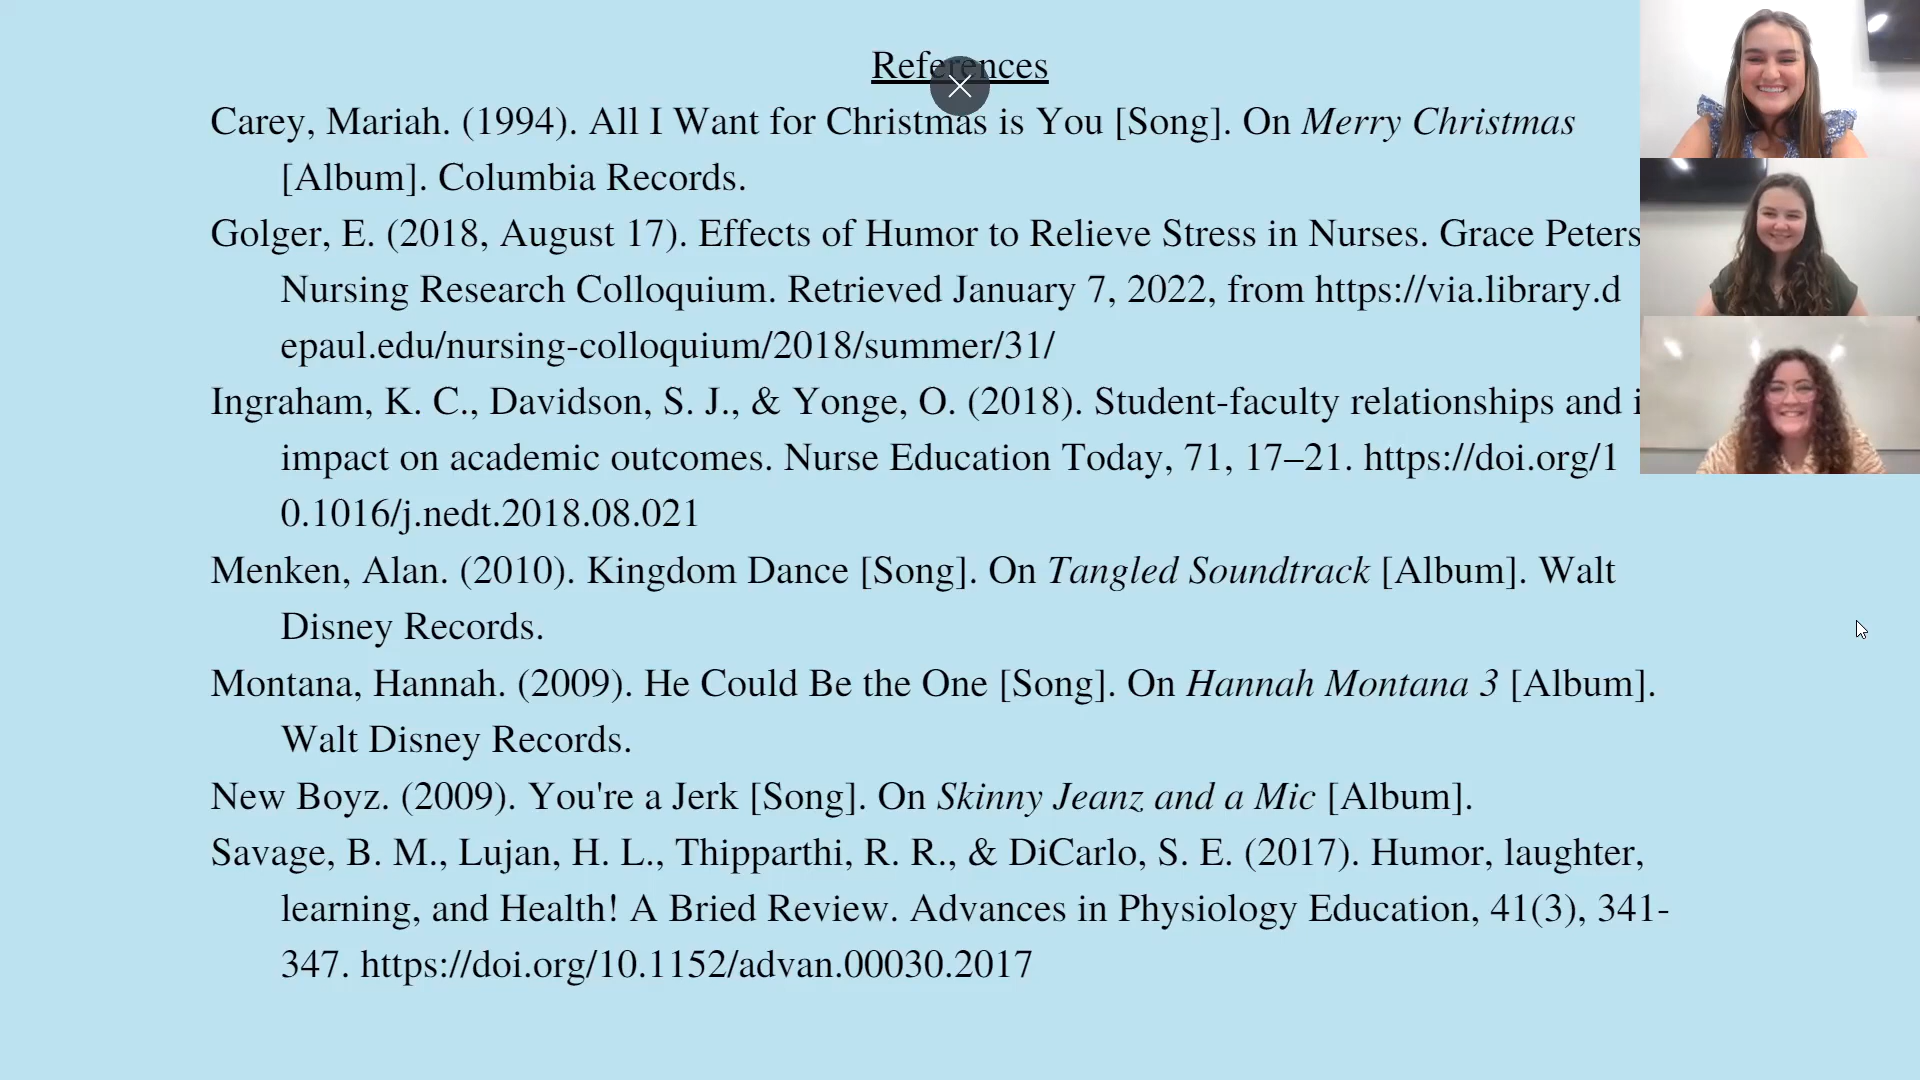 References
Carey, Mariah. (1994). All I Want for Christmas is You [Song]. On Merry Christmas
[Album]. Columbia Records.
Golger, E. (2018, August 17). Effects of Humor to Relieve Stress in Nurses. Grace Peters
Nursing Research Colloquium. Retrieved January 7, 2022, from https://via.library.d
epaul.edu/nursing-colloquium/2018/summer/31/
Ingraham, K. C., Davidson, S. J., & Yonge, O. (2018). Student-faculty relationships and
impact on academic outcomes. Nurse Education Today, 71, 17–21. https://doi.org/1
0.1016/j.nedt.2018.08.021
Menken, Alan. (2010). Kingdom Dance [Song]. On Tangled Soundtrack [Album]. Walt
Disney Records.
Montana, Hannah. (2009). He Could Be the One [Song]. On Hannah Montana 3 [Album].
Walt Disney Records.
New Boyz. (2009). You're a Jerk [Song]. On Skinny Jeanz and a Mic [Album].
Savage, B. M., Lujan, H. L., Thipparthi, R. R., & DiCarlo, S. E. (2017). Humor, laughter,
learning, and Health! A Bried Review. Advances in Physiology Education, 41(3), 341-
347. https://doi.org/10.1152/advan.00030.2017